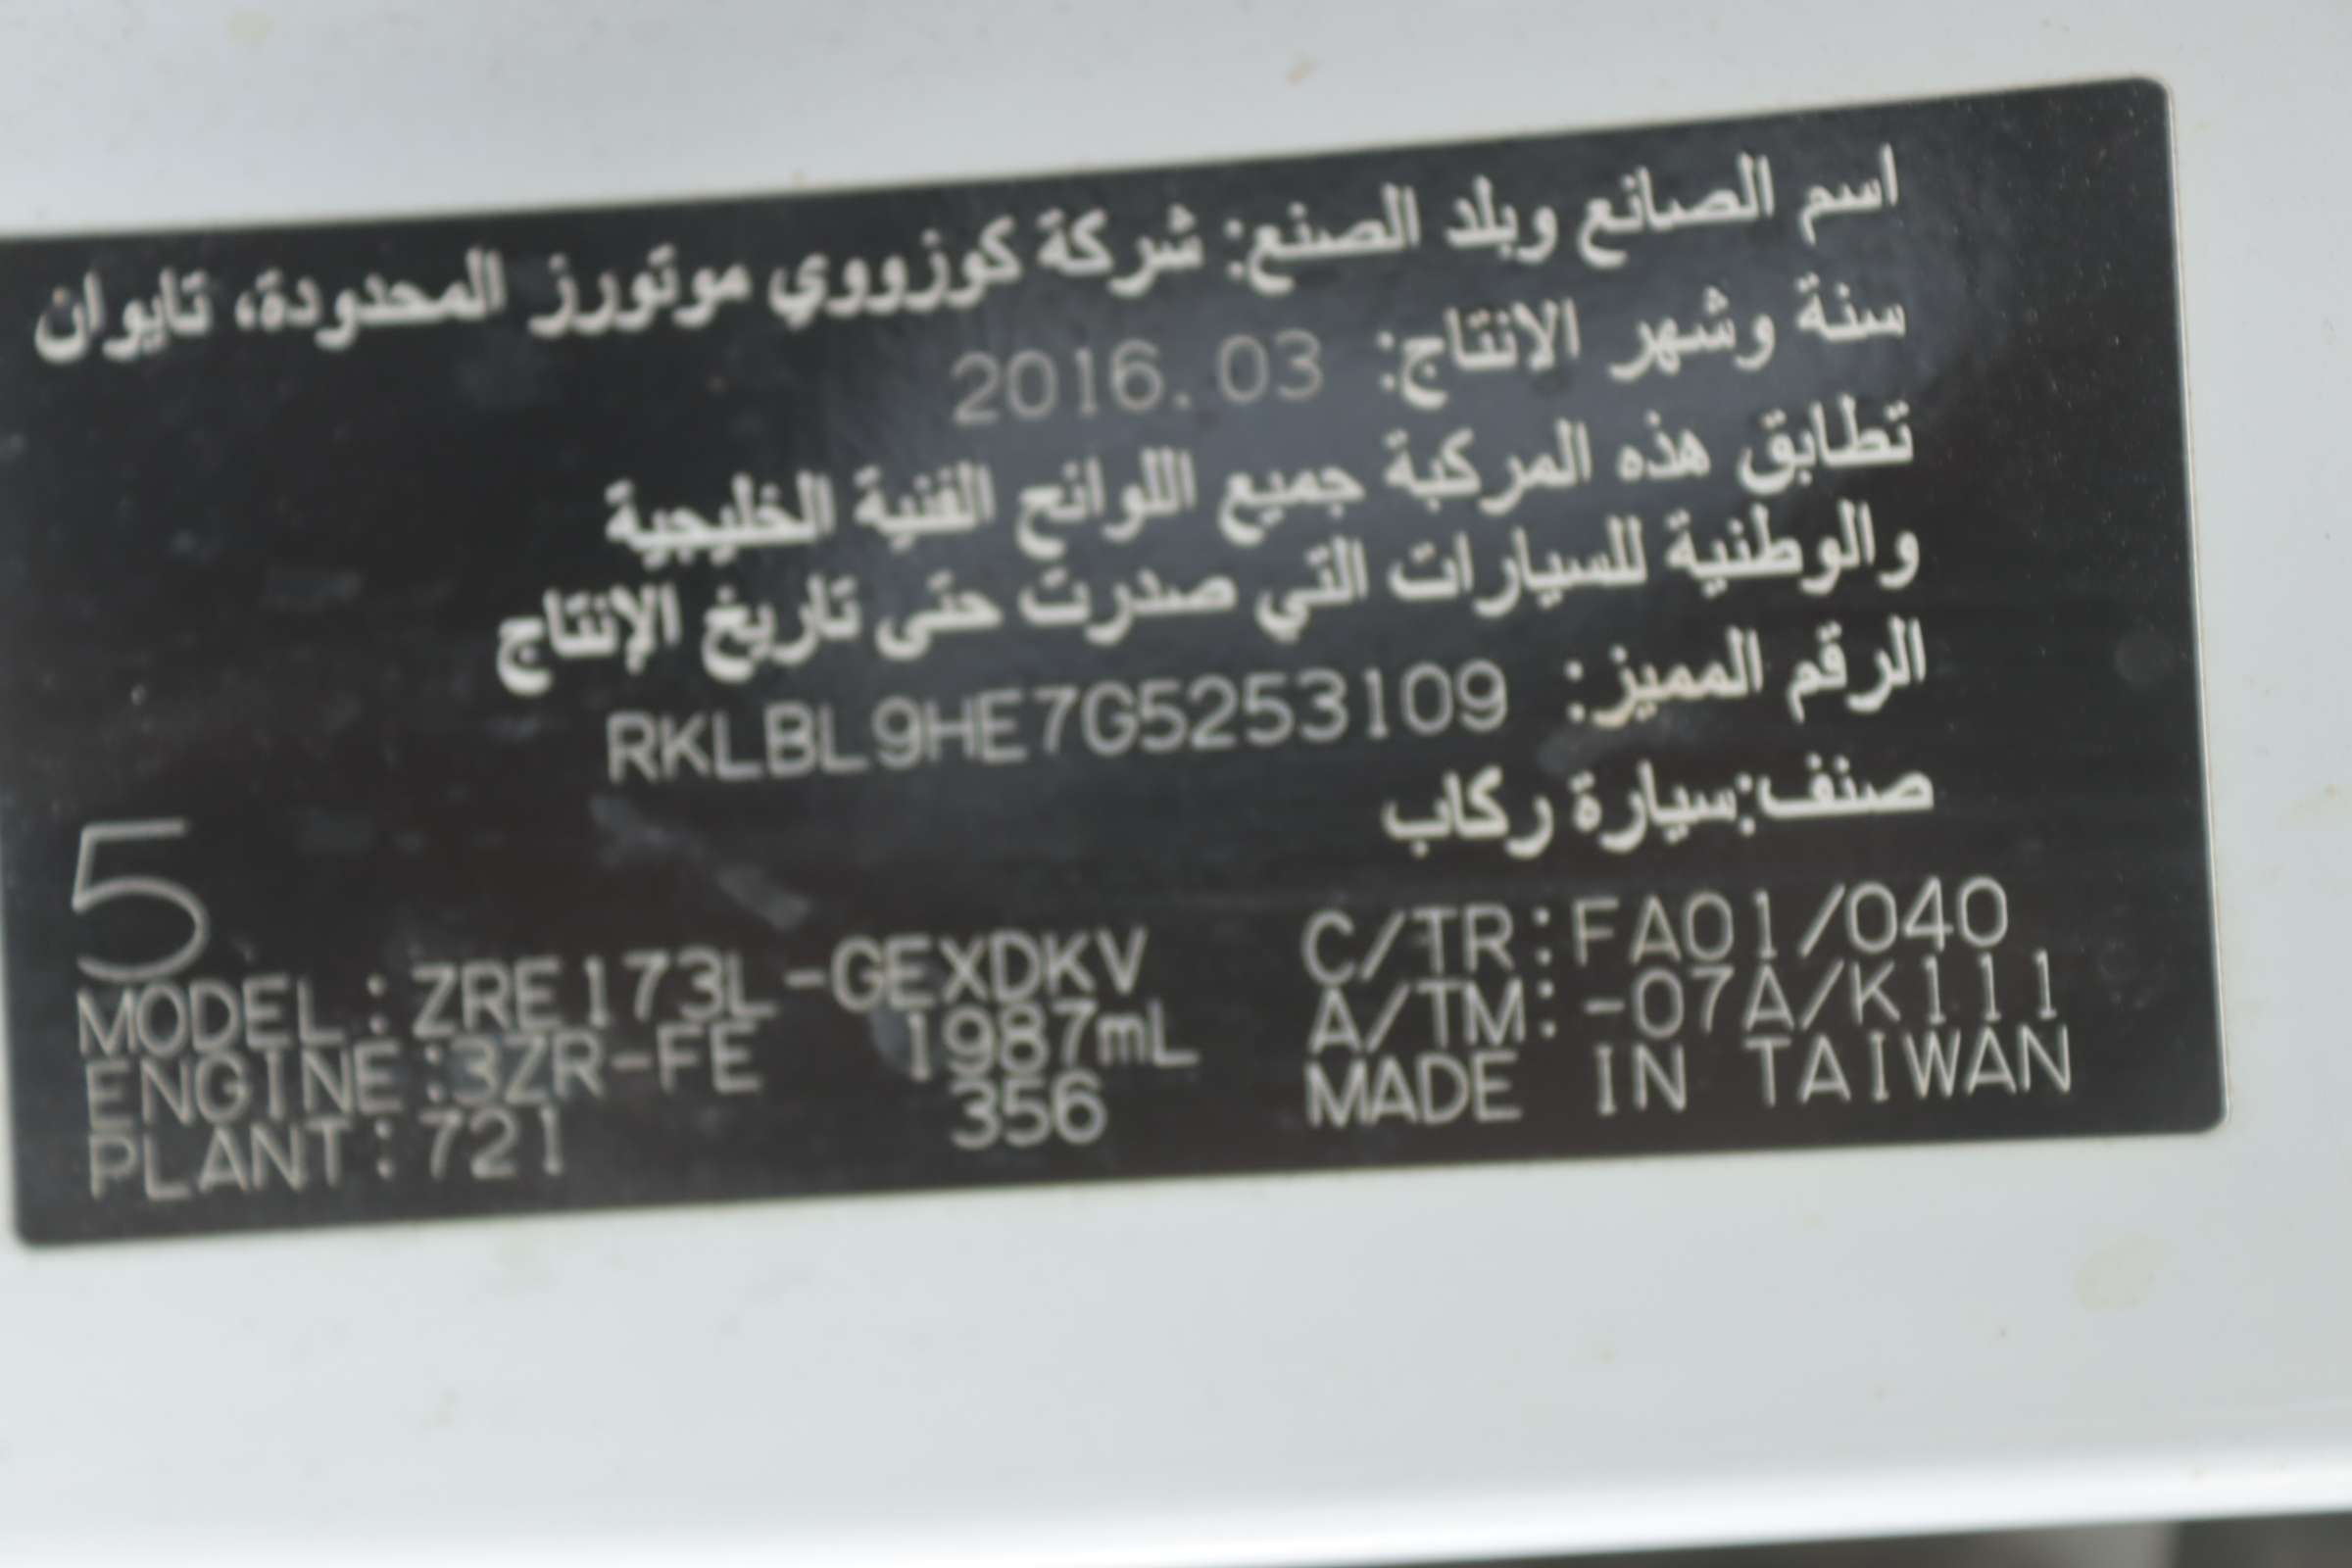 اسم الصانع وبلد الصنع: شركة كوزووي موتورز المحدودة، تايوان
سنة وشهر الانتاج: 2016.03
تطابق هذه المركبة جميع اللوائح الفنية الخليجية
والوطنية للسيارات التي صدرت حتى تاريخ الإنتاج
الرقم المميز: RKLBL9HE7G5253109
صنف:سيارة ركاب
5
MODEL:ZRE173L-GEXDKV C/TR:FA01/040
ENGINE:3ZR-FE 1987mL A/TM:-07A/K111
PLANT:721 356 MADE IN TAIWAN